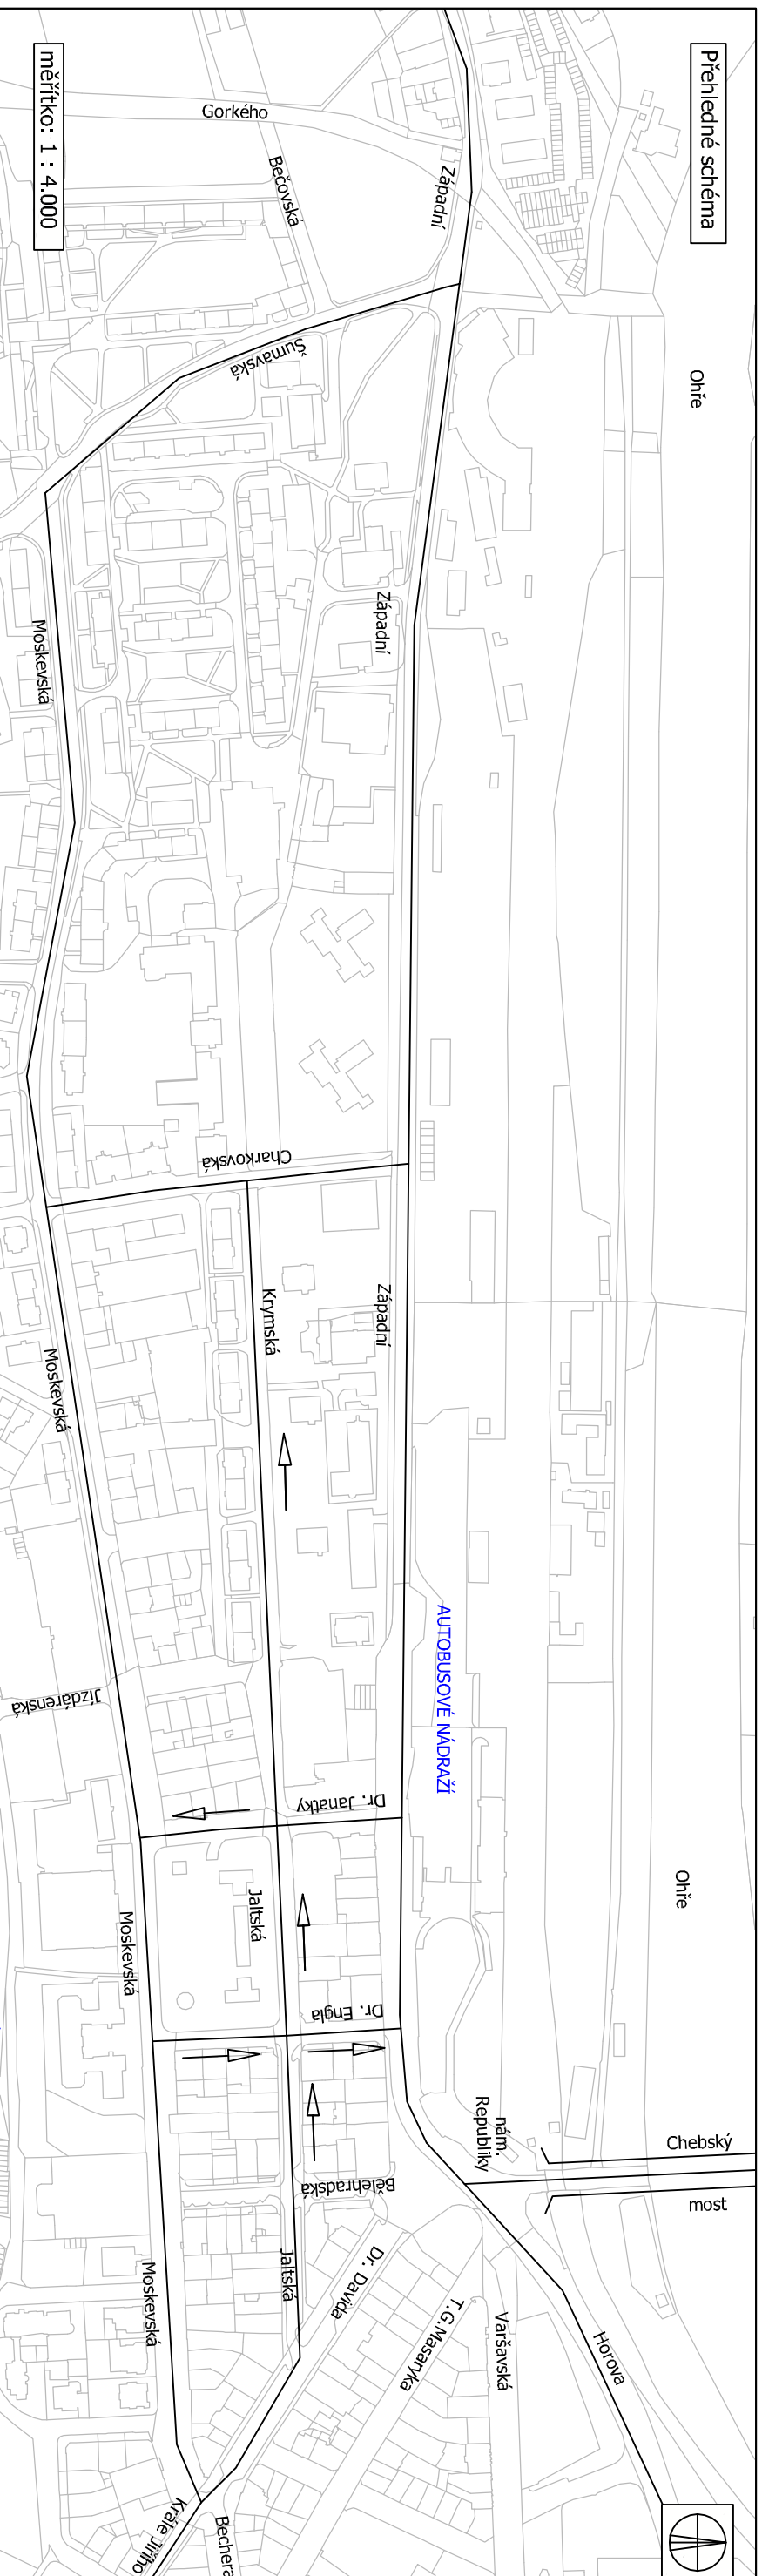 Přehledné schéma
měřítko: 1 : 4.000
Gorkého
Bečovská
Západní
Ohře
Šumavská
Moskevská
Západní
Charkovská
Krymská
Západní
Moskevská
AUTOBUSOVÉ NÁDRAŽÍ
Jízdárenská
Dr. Janatky
Ohře
Jaltská
Moskevská
Dr. Engla
nám.
Republiky
Chebský
most
Bělehradská
Jaltská
Moskevská
Dr. Davida
T.G.Masaryka
Varšavská
Horova
Krále Jiřího
Bechera